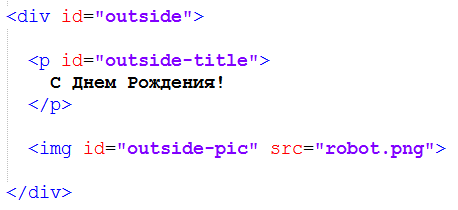 <div id="outside">
<p id="outside-title">
С Днем Рождения!
</p>
<img id="outside-pic" src="robot.png">
</div>